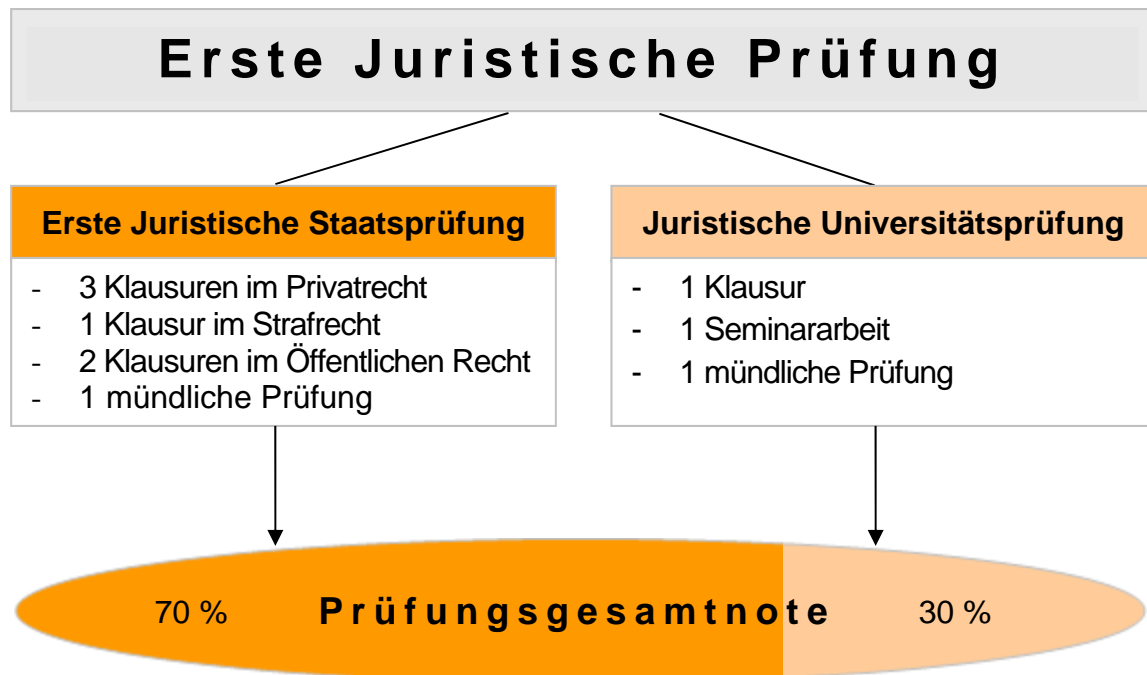 Erste Juristische Prüfung
Erste Juristische Staatsprüfung
- 3 Klausuren im Privatrecht
- 1 Klausur im Strafrecht
- 2 Klausuren im Öffentlichen Recht
- 1 mündliche Prüfung
Juristische Universitätsprüfung
- 1 Klausur
- 1 Seminararbeit
- 1 mündliche Prüfung
70 % Prüfungsgesamtnote 30 %